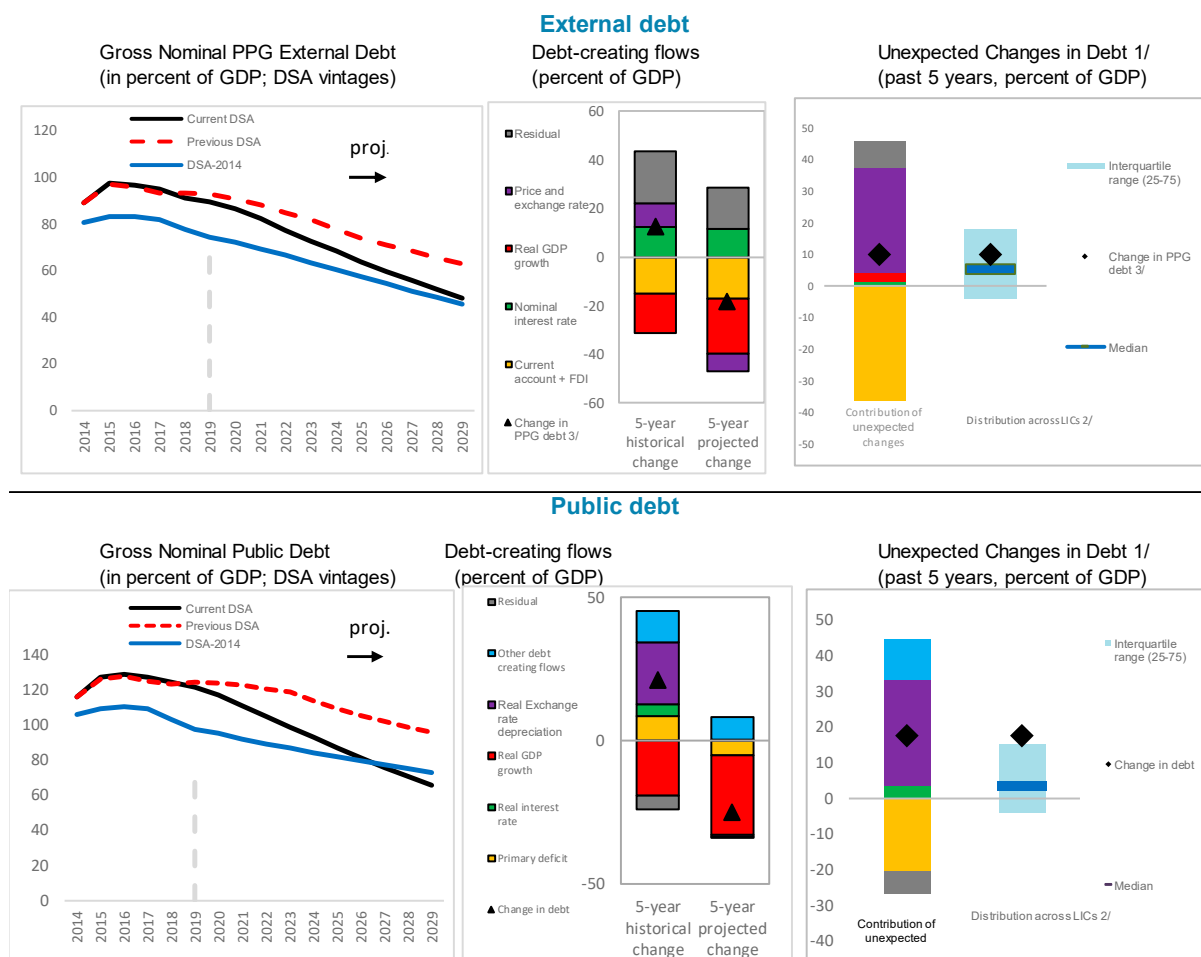 External debt
Gross Nominal PPG External Debt
(in percent of GDP; DSA vintages)
Current DSA
Previous DSA
DSA-2014
proj.
120
100
80
60
40
20
0
2014
2015
2016
2017
2018
2019
2020
2021
2022
2023
2024
2025
2026
2027
2028
2029
Debt-creating flows
(percent of GDP)
Residual
Price and
exchange rate
Real GDP
growth
Nominal
interest rate
Current
account + FDI
Change in
PPG debt 3/
60
40
20
0
-20
-40
-60
5-year
historical
change
5-year
projected
change
Unexpected Changes in Debt 1/
(past 5 years, percent of GDP)
50
40
30
20
10
0
-10
-20
-30
-40
-50
Contribution of
unexpected
changes
Distribution across LICs 2/
Interquartile
range (25-75)
Change in PPG
debt 3/
Median
Public debt
Gross Nominal Public Debt
(in percent of GDP; DSA vintages)
Current DSA
Previous DSA
DSA-2014
proj.
140
120
100
80
60
40
20
0
2014
2015
2016
2017
2018
2019
2020
2021
2022
2023
2024
2025
2026
2027
2028
2029
Debt-creating flows
(percent of GDP)
Residual
Other debt
creating flows
Real Exchange
rate
depreciation
Real GDP
growth
Real interest
rate
Primary deficit
Change in debt
50
0
-50
5-year
historical
change
5-year
projected
change
Unexpected Changes in Debt 1/
(past 5 years, percent of GDP)
50
40
30
20
10
0
-10
-20
-30
-40
Contribution of
unexpected
Distribution across LICs 2/
Interquartile
range (25-75)
Change in debt
Median